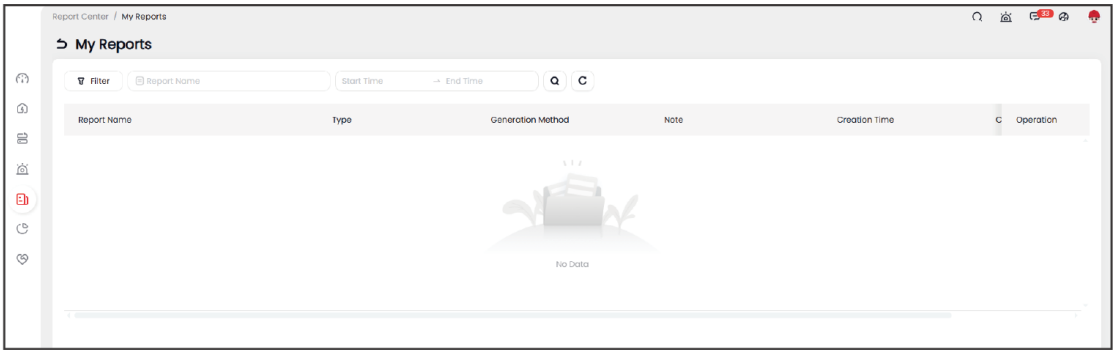 Report Center / My Reports
33
My Reports
Filter
Report Name
Start Time → End Time
Report Name Type Generation Method Note Creation Time C Operation
No Data